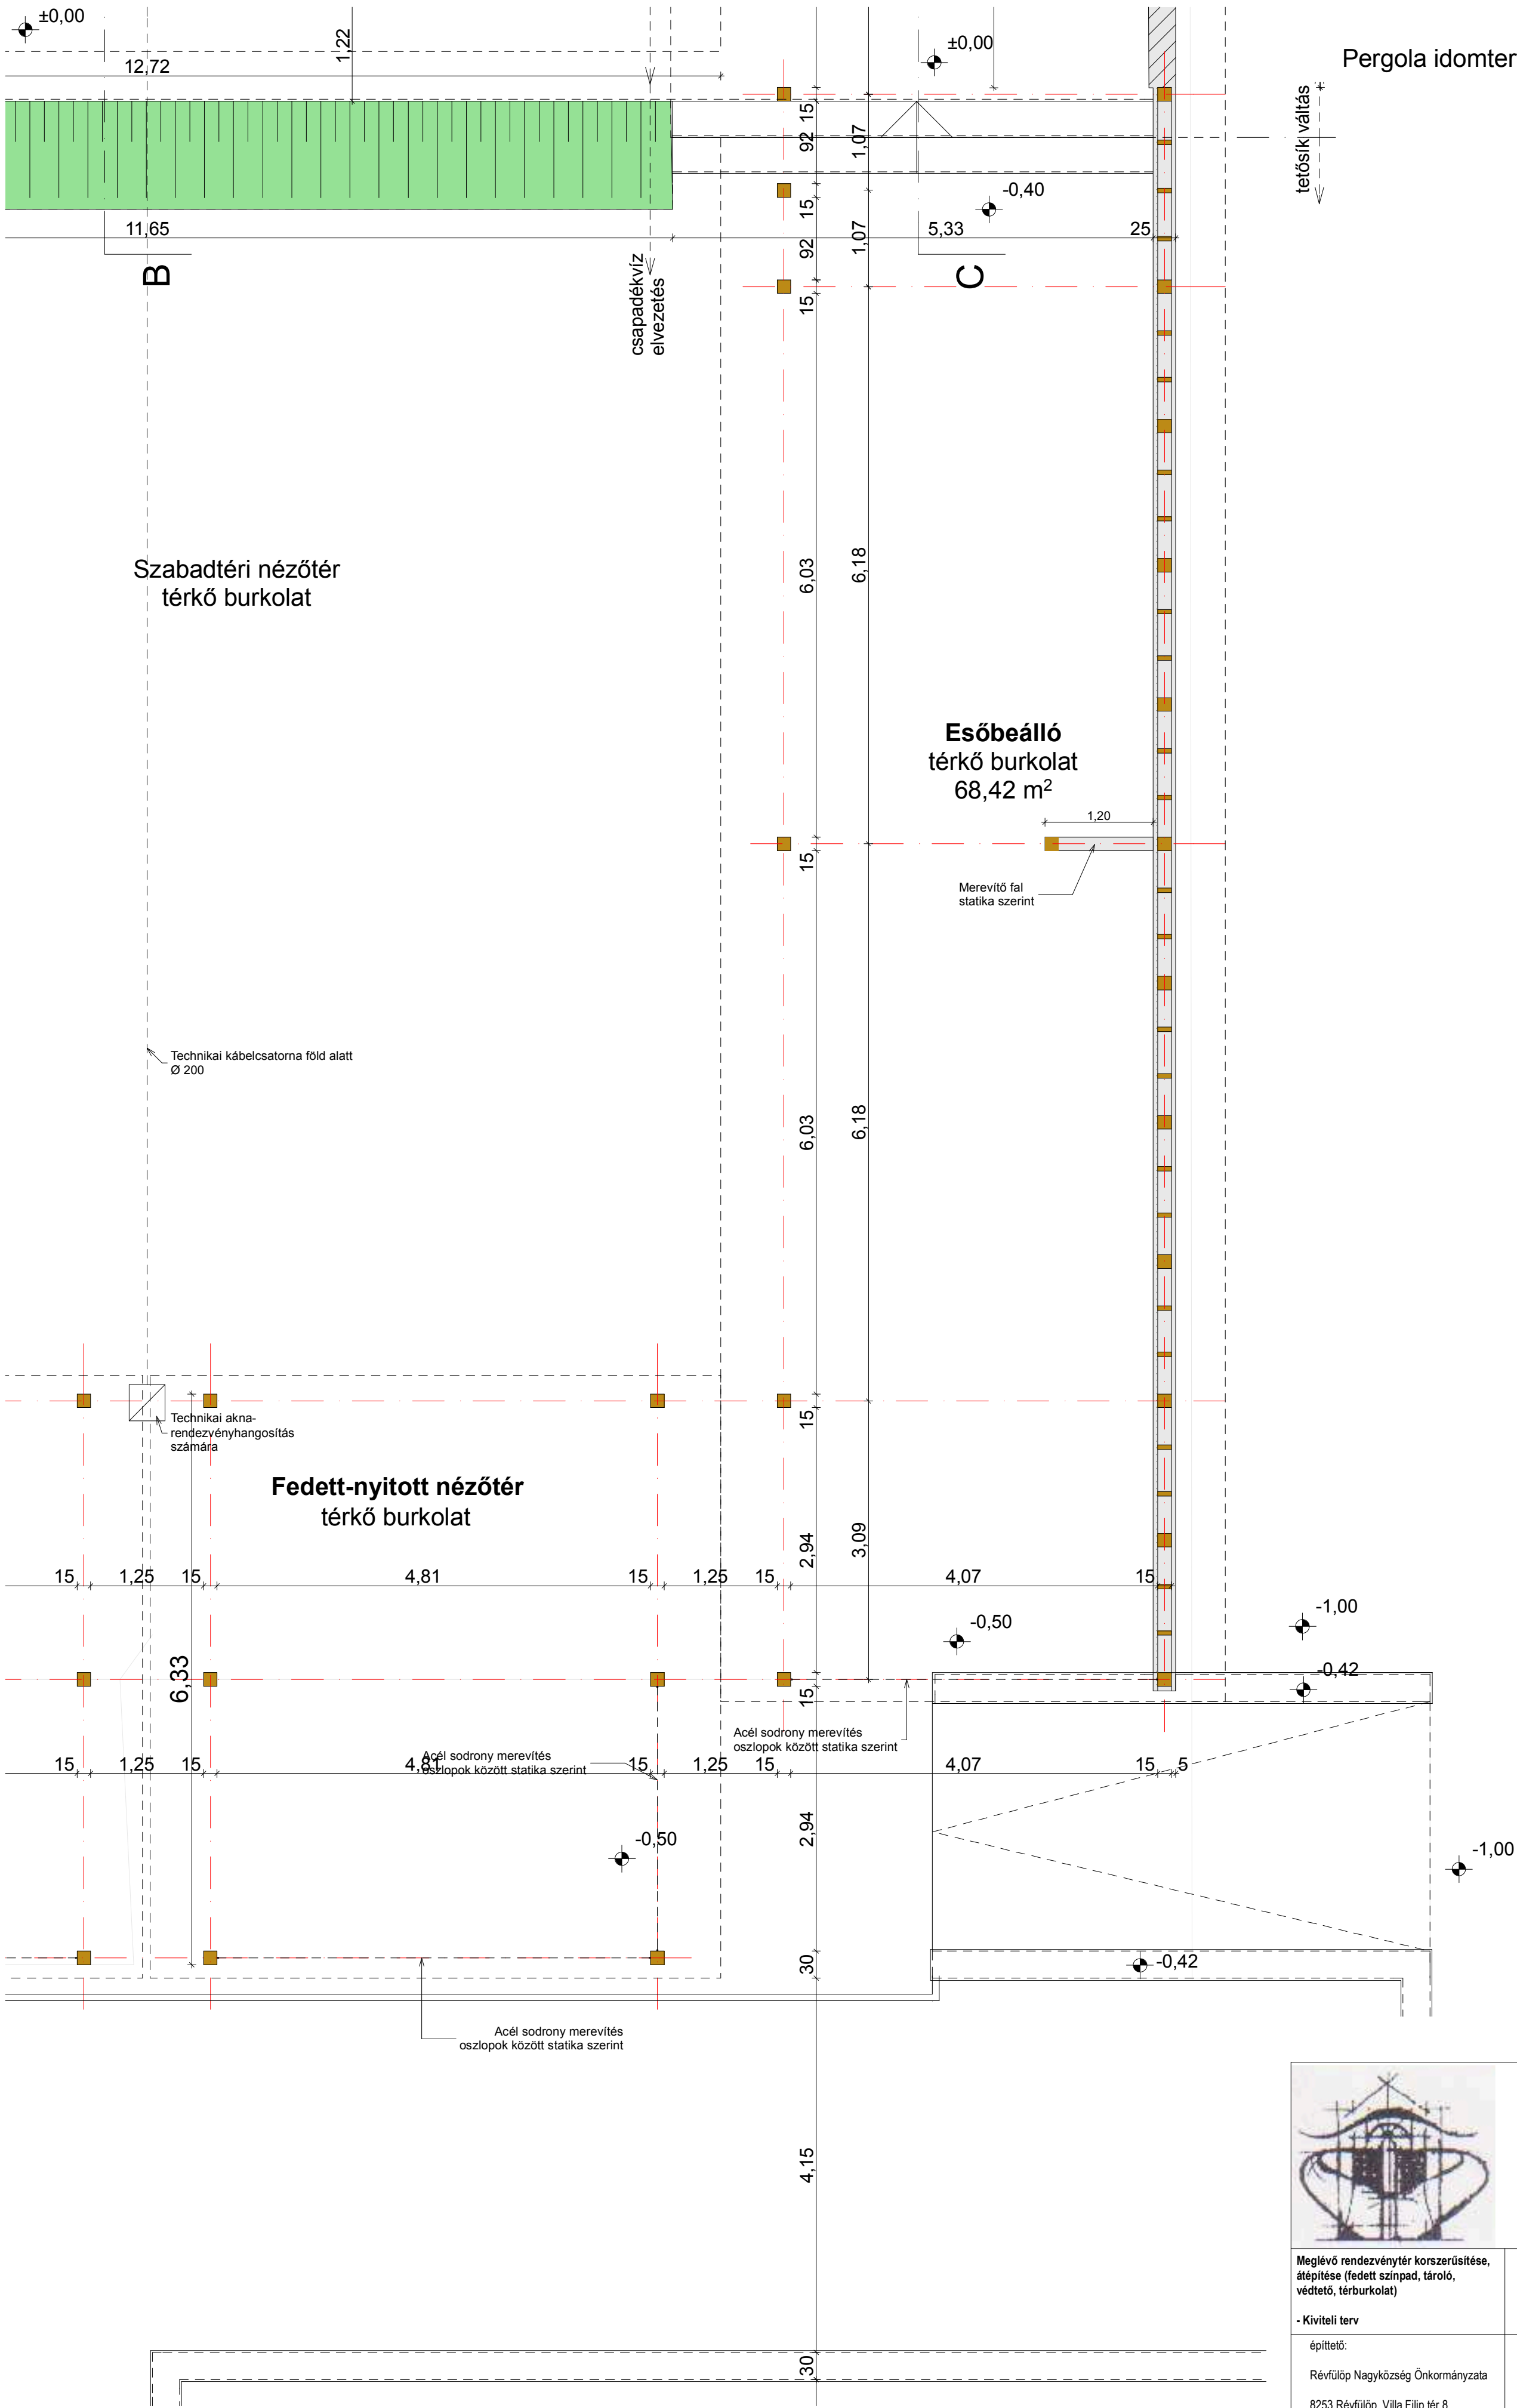 ±0,00
1,22
±0,00
Pergola idomter
12,72
15
92
1,07
tetősík váltás
-0,40
15
11,65
92
1,07
5,33
25
B
C
csapadékvíz
elvezetés
15
Szabadtéri nézőtér
térkő burkolat
6,03
6,18
Esőbeálló
térkő burkolat
68,42 m²
1,20
15
Merevítő fal
statika szerint
Technikai kábelcsatorna föld alatt
Ø 200
6,03
6,18
Technikai akna-
rendezvényhangosítás
számára
15
Fedett-nyitott nézőtér
térkő burkolat
2,94
3,09
15 1,25 15 4,81 15 1,25 15 4,07 15
-1,00
-0,50
6,33
-0,42
15
Acél sodrony merevítés
oszlopok között statika szerint
Acél sodrony merevítés
oszlopok között statika szerint
15 1,25 15 4,81 15 1,25 15 4,07 15 5
2,94
-0,50
-1,00
30
-0,42
Acél sodrony merevítés
oszlopok között statika szerint
4,15
Meglévő rendezvénytér korszerűsítése,
átépítése (fedett színpad, tároló,
védtető, térburkolat)
- Kiviteli terv
építtető:
Révfülöp Nagyközség Önkormányzata
30
8253 Révfülöp, Villa Filip tér 8.